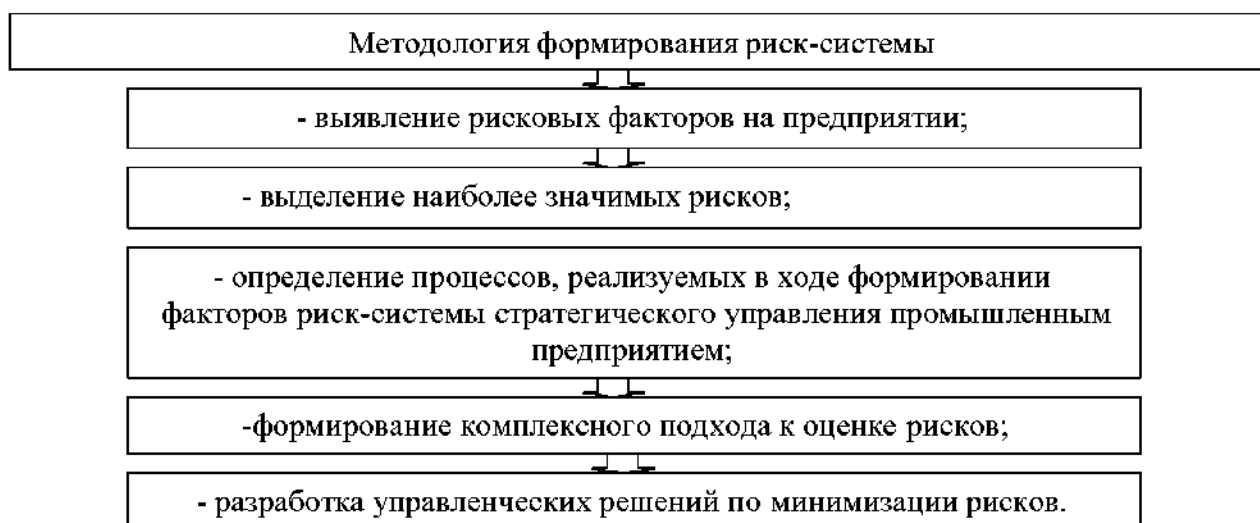 Методология формирования риск-системы
- выявление рисковых факторов на предприятии;
- выделение наиболее значимых рисков;
- определение процессов, реализуемых в ходе формировании
факторов риск-системы стратегического управления промышленным
предприятием;
-формирование комплексного подхода к оценке рисков;
- разработка управленческих решений по минимизации рисков.